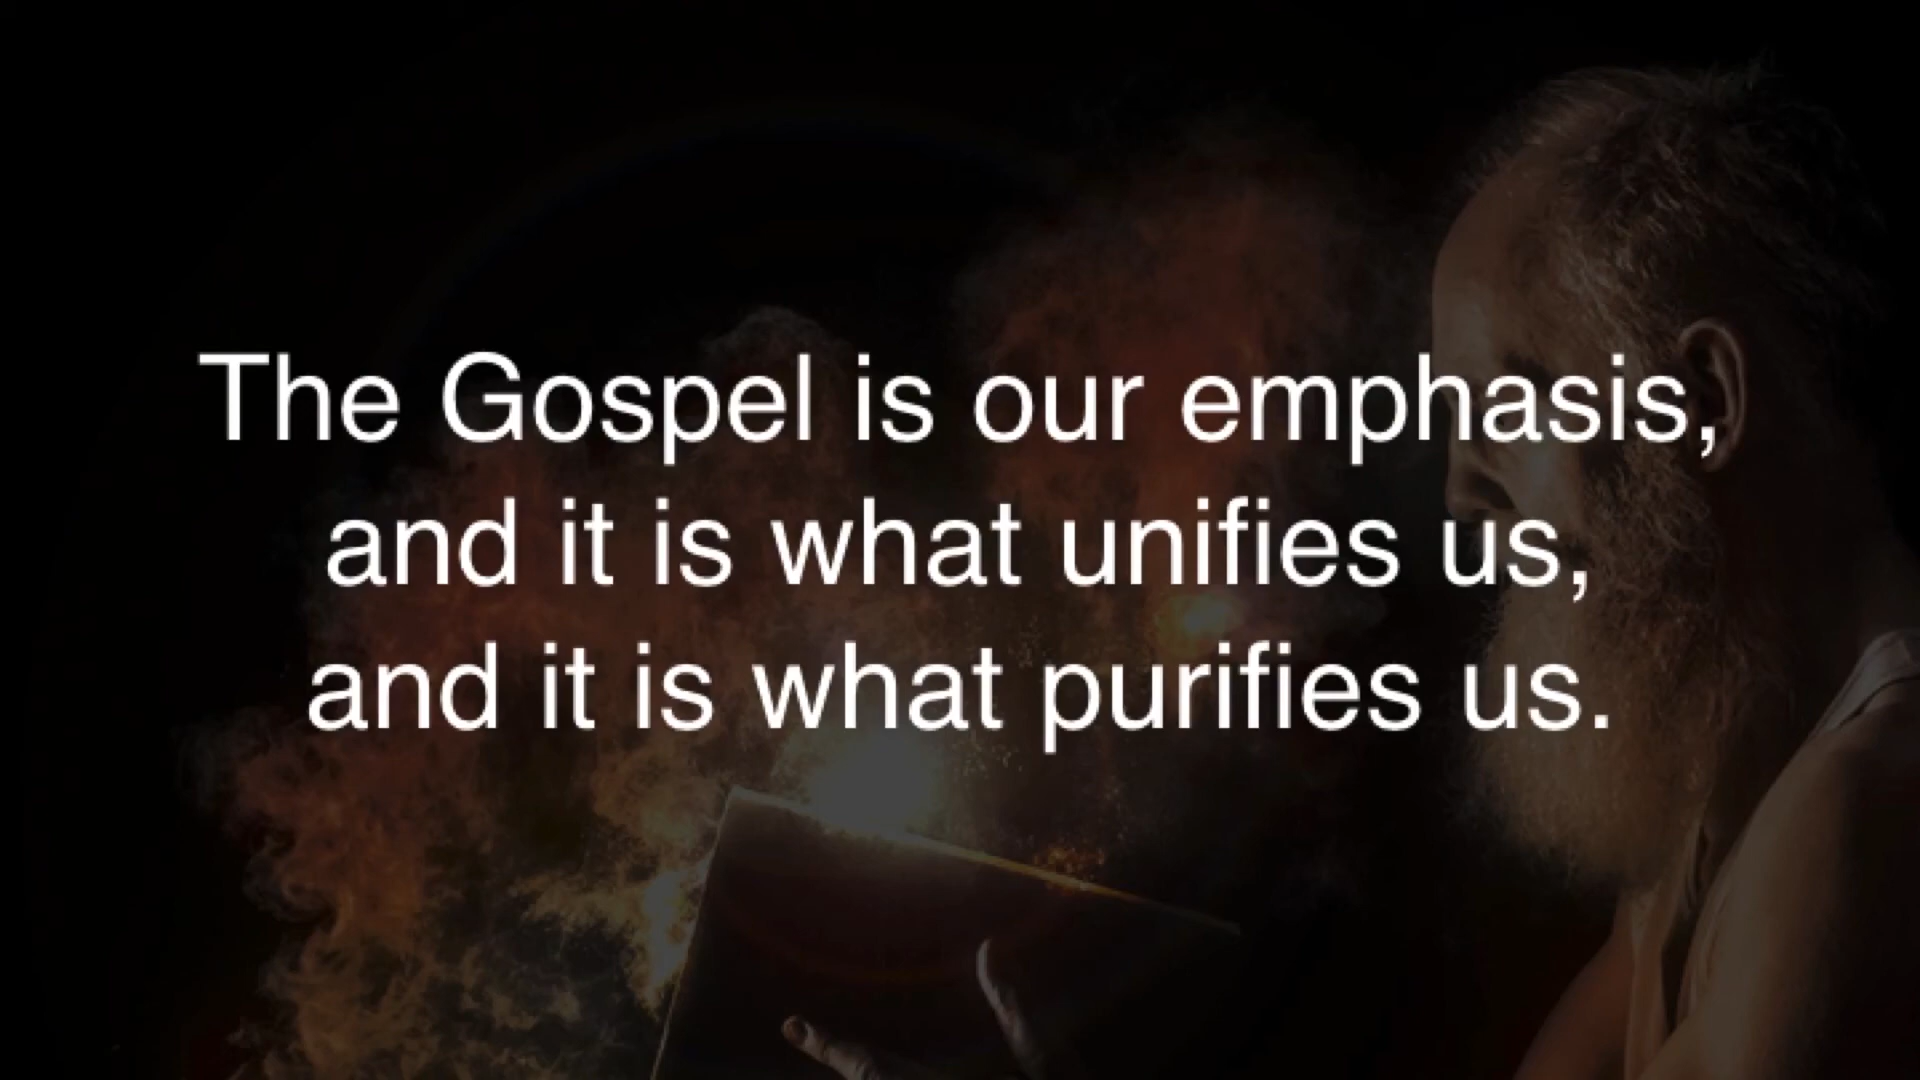 The Gospel is our emphasis,
and it is what unifies us,
and it is what purifies us.